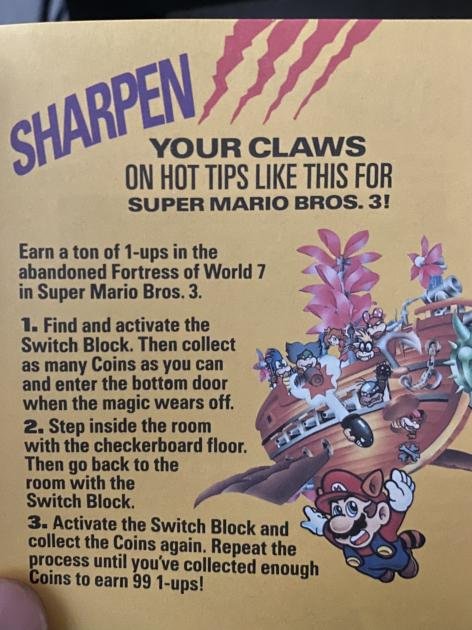 SHARPEN
YOUR CLAWS
ON HOT TIPS LIKE THIS FOR
SUPER MARIO BROS. 3!
Earn a ton of 1-ups in the
abandoned Fortress of World 7
in Super Mario Bros. 3.
1. Find and activate the
Switch Block. Then collect
as many Coins as you can
and enter the bottom door
when the magic wears off.
2. Step inside the room
with the checkerboard floor.
Then go back to the
room with the
Switch Block.
3. Activate the Switch Block and
collect the Coins again. Repeat the
process until you've collected enough
Coins to earn 99 1-ups!